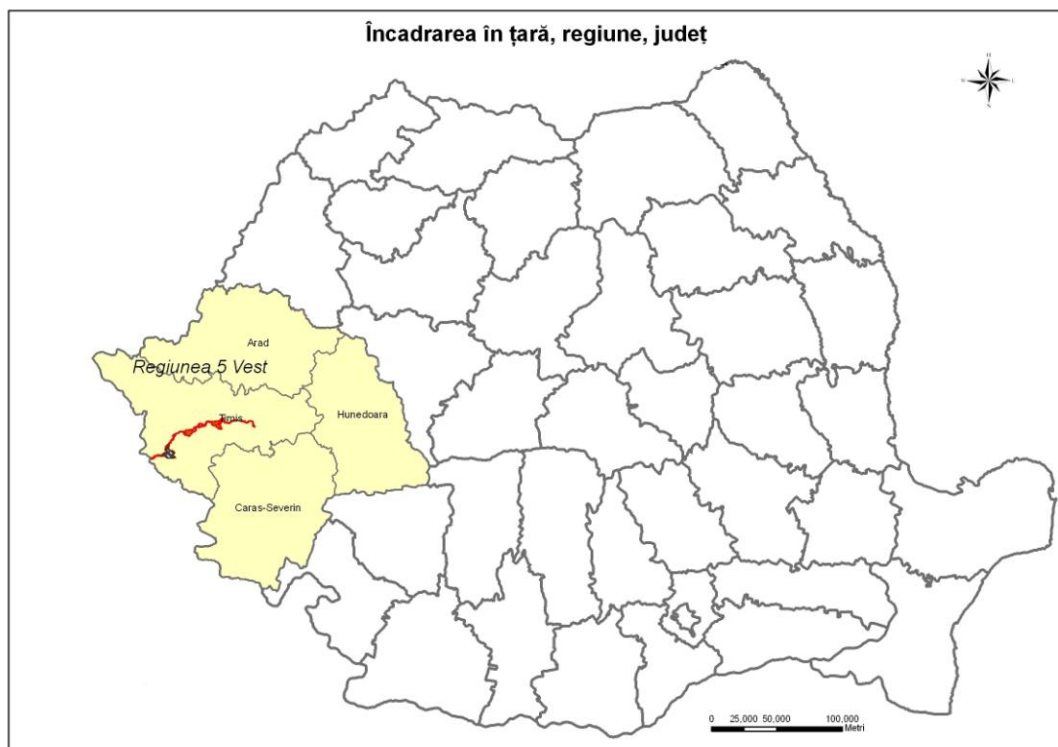 Încadrarea în țară, regiune, județ
Arad
Regiunea 5 Vest
Hunedoara
Timis
Caras-Severin
0 25,000 50,000 100,000
Metri